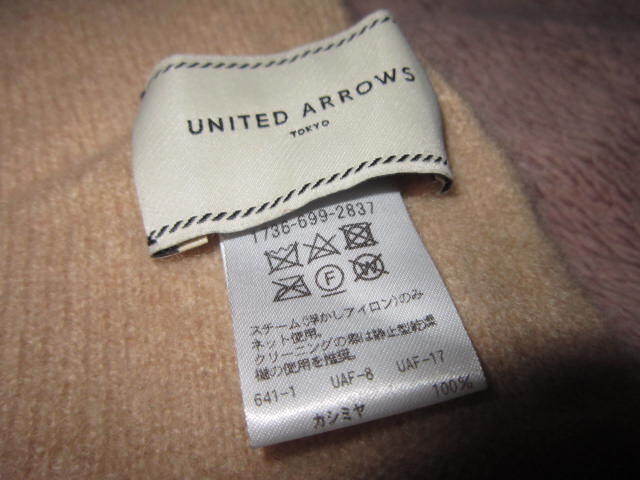 UNITED ARROWS
TOKYO
1736-699-2837
F W
スチーム(浮かしアイロン)のみ
ネット使用。
クリーニングの際は静止型乾燥
機の使用を推奨。
641-1 UAF-8 UAF-17
カシミヤ 100%